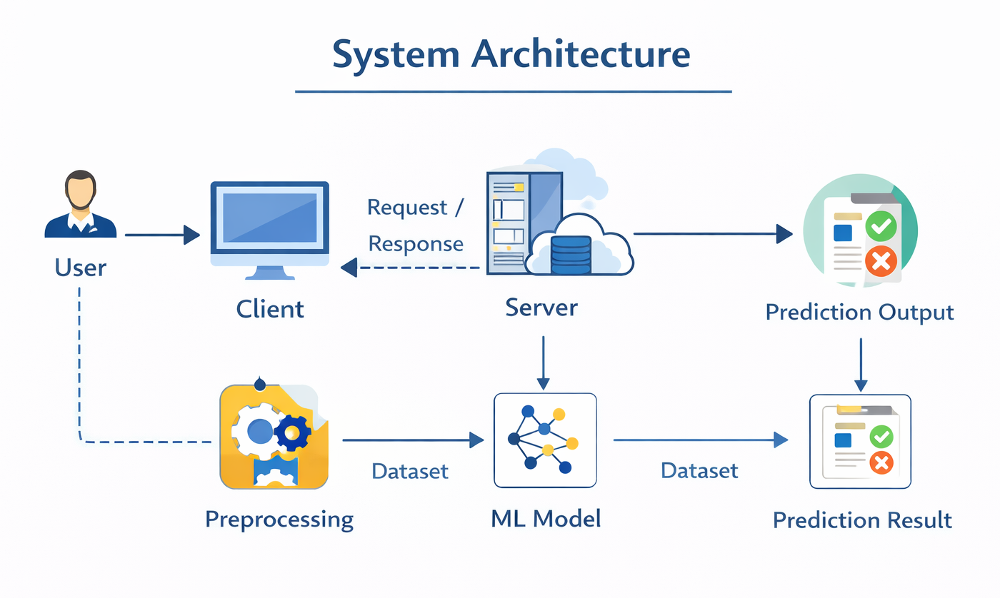 System Architecture
Request /
Response
User
Client
Server
Prediction Output
Dataset
Dataset
Preprocessing
ML Model
Prediction Result